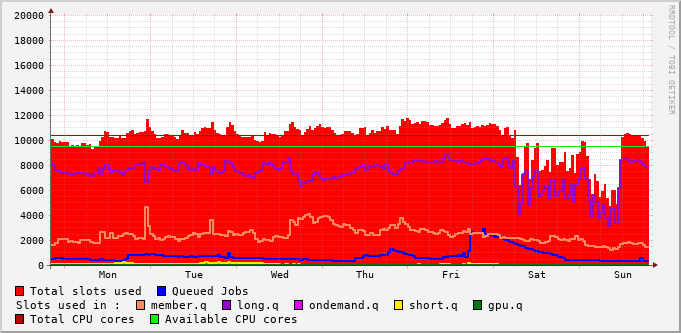 RRDTOOL / TOBI OETIKER
20000
18000
16000
14000
12000
10000
8000
6000
4000
2000
0
Mon Tue Wed Thu Fri Sat Sun
Total slots used Queued Jobs
Slots used in : member.q long.q ondemand.q short.q gpu.q
Total CPU cores Available CPU cores